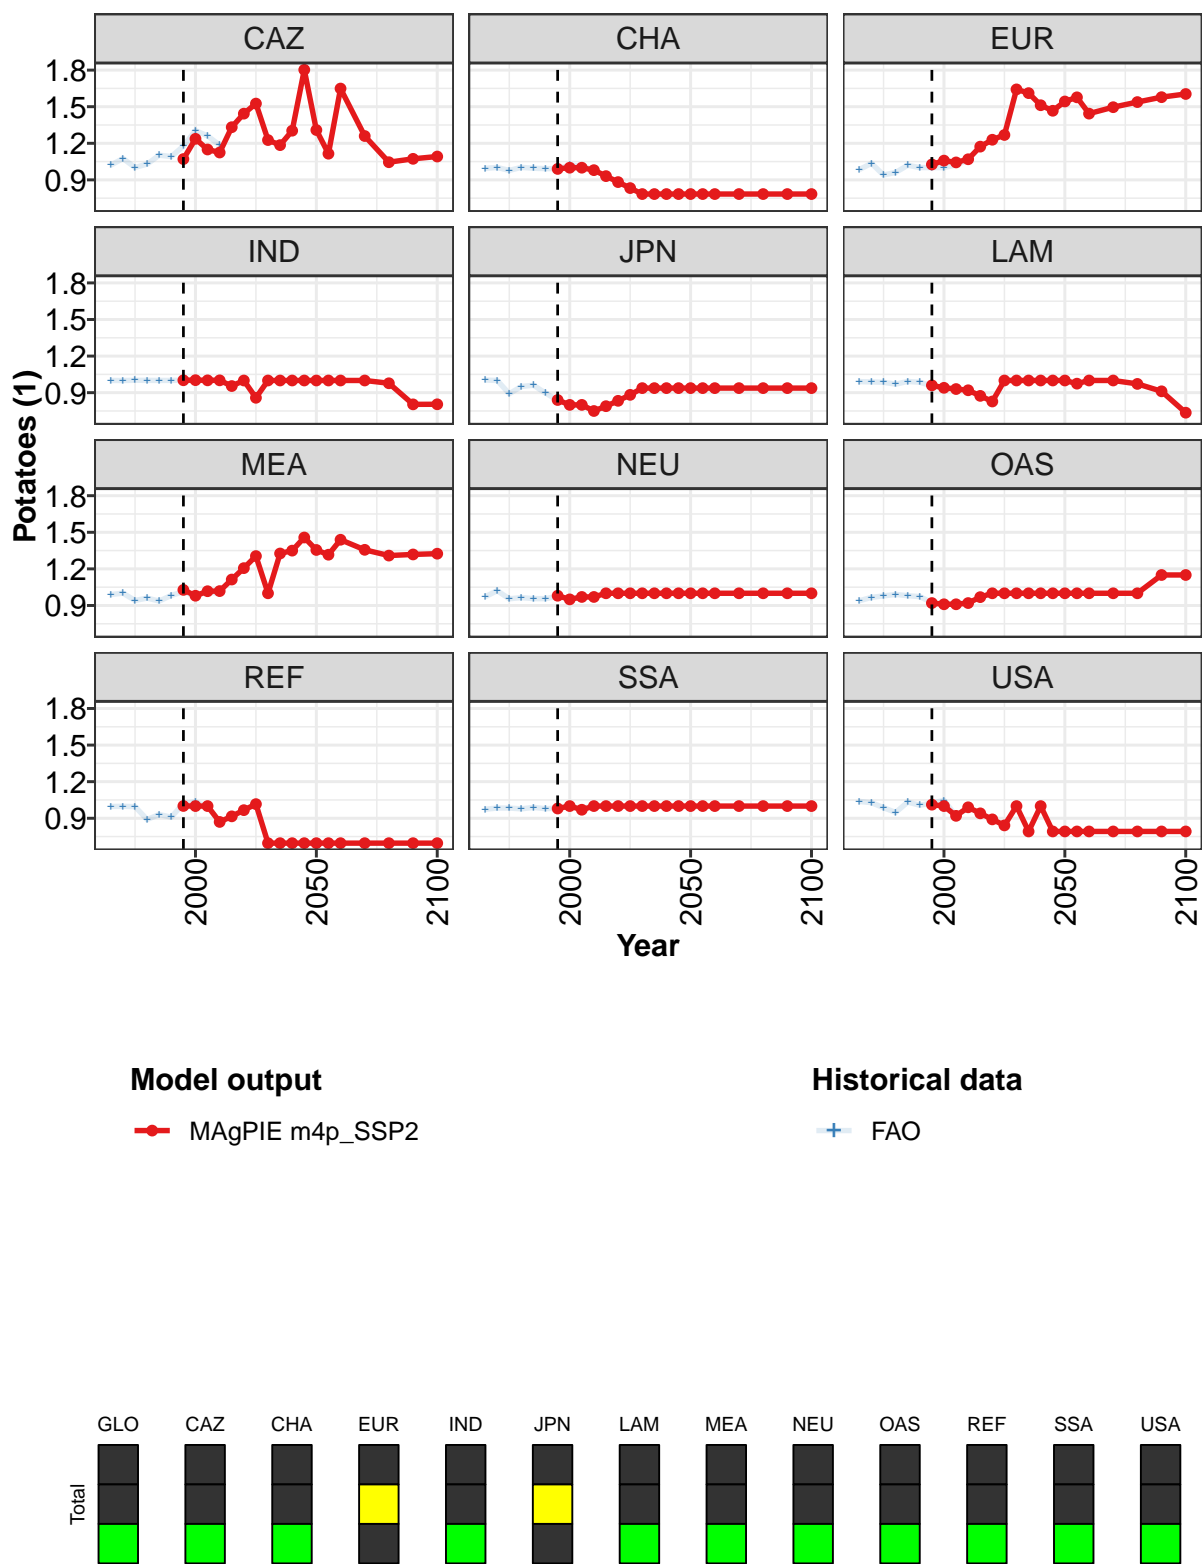 CAZ CHA EUR
1.8
1.5
1.2
0.9
IND JPN LAM
1.8
1.5
1.2
0.9
Potatoes (1)
MEA NEU OAS
1.8
1.5
1.2
0.9
REF SSA USA
1.8
1.5
1.2
0.9
2000 2050 2100 2000 2050 2100 2000 2050 2100
Year
Model output Historical data
MAgPIE m4p_SSP2 FAO
GLO CAZ CHA EUR IND JPN LAM MEA NEU OAS REF SSA USA
Total